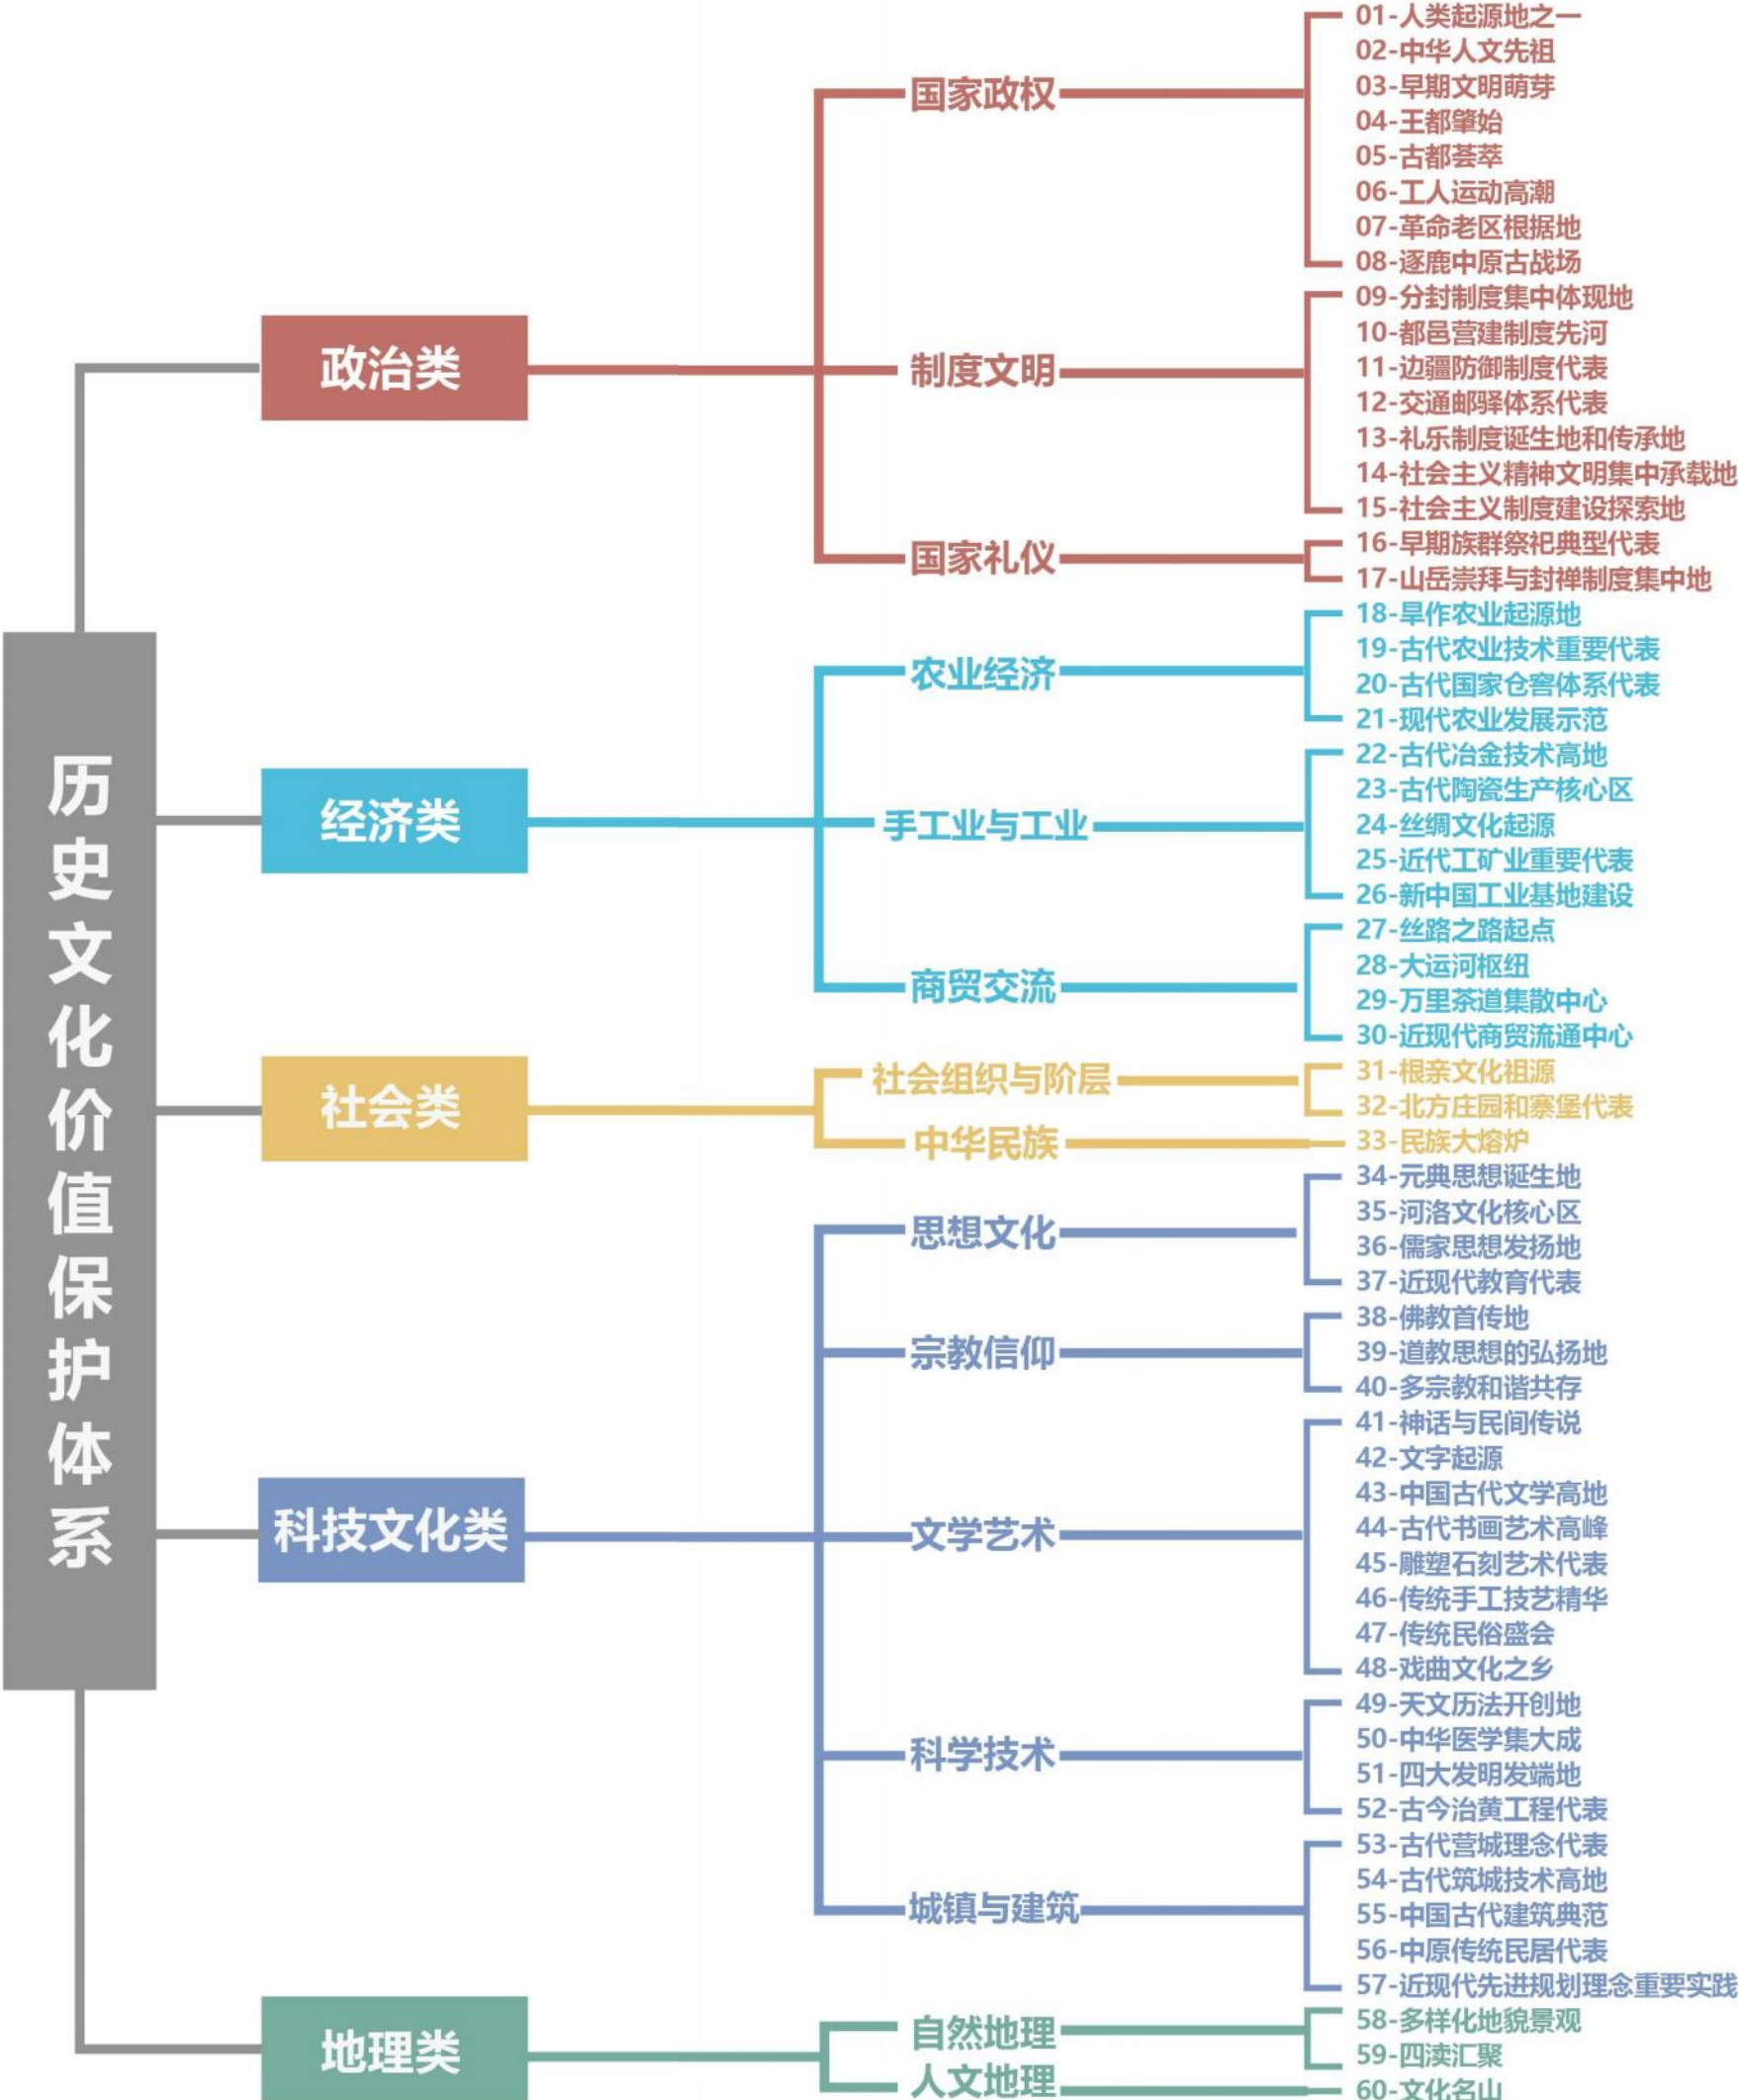 历史文化价值保护体系
政治类
国家政权
01-人类起源地之一
02-中华人文先祖
03-早期文明萌芽
04-王都肇始
05-古都荟萃
06-工人运动高潮
07-革命老区根据地
08-逐鹿中原古战场
制度文明
09-分封制度集中体现地
10-都邑营建制度先河
11-边疆防御制度代表
12-交通邮驿体系代表
13-礼乐制度诞生地和传承地
14-社会主义精神文明集中承载地
15-社会主义制度建设探索地
国家礼仪
16-早期族群祭祀典型代表
17-山岳崇拜与封禅制度集中地
经济类
农业经济
18-旱作农业起源地
19-古代农业技术重要代表
20-古代国家仓窖体系代表
21-现代农业发展示范
手工业与工业
22-古代冶金技术高地
23-古代陶瓷生产核心区
24-丝绸文化起源
25-近代工矿业重要代表
26-新中国工业基地建设
商贸交流
27-丝路之路起点
28-大运河枢纽
29-万里茶道集散中心
30-近现代商贸流通中心
社会类
社会组织与阶层
31-根亲文化祖源
32-北方庄园和寨堡代表
中华民族
33-民族大熔炉
科技文化类
思想文化
34-元典思想诞生地
35-河洛文化核心区
36-儒家思想发扬地
37-近现代教育代表
宗教信仰
38-佛教首传地
39-道教思想的弘扬地
40-多宗教和谐共存
文学艺术
41-神话与民间传说
42-文字起源
43-中国古代文学高地
44-古代书画艺术高峰
45-雕塑石刻艺术代表
46-传统手工技艺精华
47-传统民俗盛会
48-戏曲文化之乡
科学技术
49-天文历法开创地
50-中华医学集大成
51-四大发明发端地
52-古今治黄工程代表
城镇与建筑
53-古代营城理念代表
54-古代筑城技术高地
55-中国古代建筑典范
56-中原传统民居代表
57-近现代先进规划理念重要实践
地理类
自然地理
58-多样化地貌景观
59-四渎汇聚
人文地理
60-文化名山